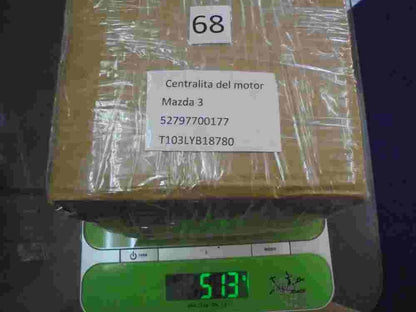 68
Centralita del motor
Mazda 3
52797700177
T103LYB18780
513